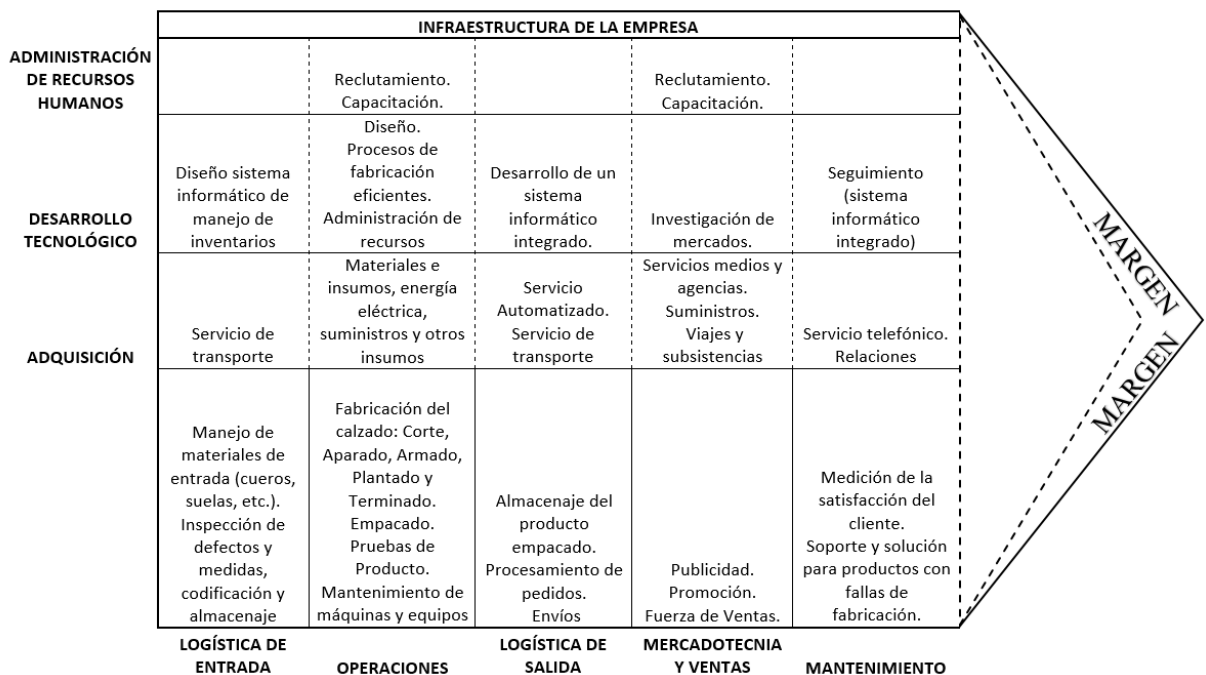 INFRAESTRUCTURA DE LA EMPRESA
ADMINISTRACIÓN
DE RECURSOS
HUMANOS
Reclutamiento.
Capacitación.
Reclutamiento.
Capacitación.
DESARROLLO
TECNOLÓGICO
Diseño sistema
informático de
manejo de
inventarios
Diseño.
Procesos de
fabricación
eficientes.
Administración de
recursos
Desarrollo de un
sistema
informático
integrado.
Investigación de
mercados.
Seguimiento
(sistema
informático
integrado)
ADQUISICIÓN
Servicio de
transporte
Materiales e
insumos, energía
eléctrica,
suministros y otros
insumos
Servicio
Automatizado.
Servicio de
transporte
Servicios medios y
agencias.
Suministros.
Viajes y
subsistencias
Servicio telefónico.
Relaciones
Manejo de
materiales de
entrada (cueros,
suelas, etc.).
Inspección de
defectos y
medidas,
codificación y
almacenaje
Fabricación del
calzado: Corte,
Aparado, Armado,
Plantado y
Terminado.
Empacado.
Pruebas de
Producto.
Mantenimiento de
máquinas y equipos
Almacenaje del
producto
empacado.
Procesamiento de
pedidos.
Envíos
Publicidad.
Promoción.
Fuerza de Ventas.
Medición de la
satisfacción del
cliente.
Soporte y solución
para productos con
fallas de
fabricación.
LOGÍSTICA DE
ENTRADA
OPERACIONES
LOGÍSTICA DE
SALIDA
MERCADOTECNIA
Y VENTAS
MANTENIMIENTO
MARGEN
MARGEN